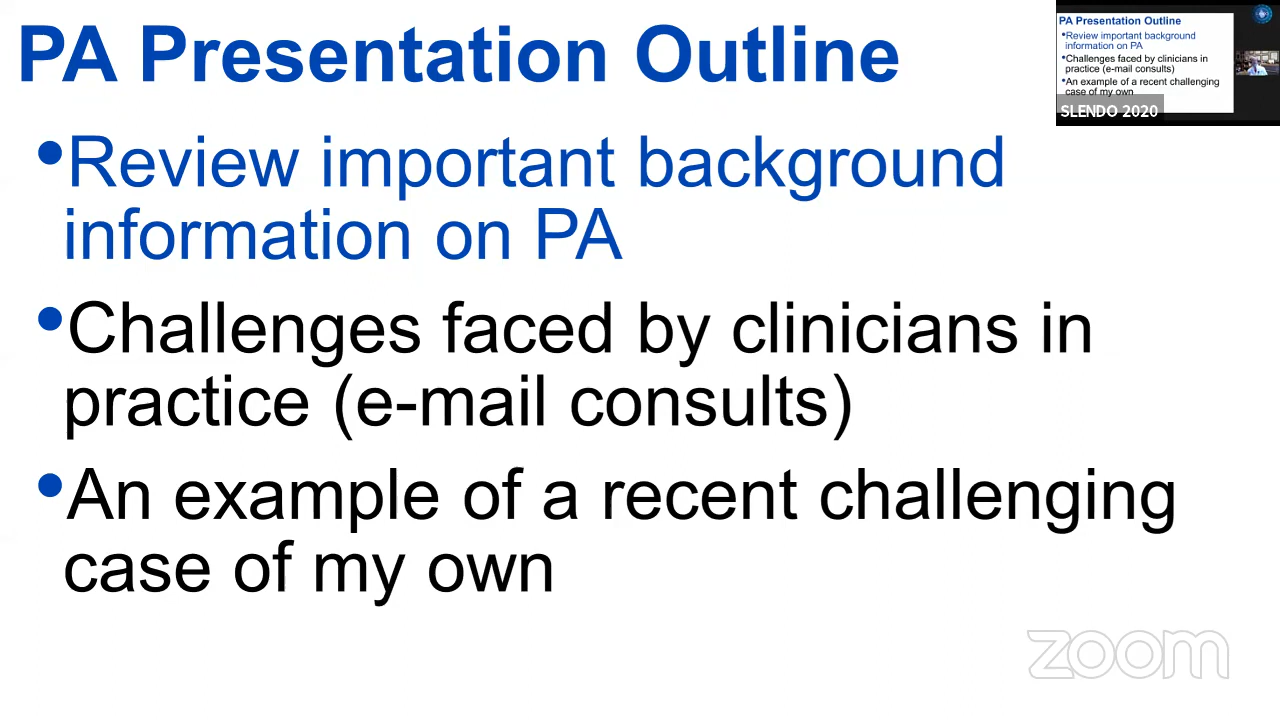 PA Presentation Outline
•Review important background
information on PA
•Challenges faced by clinicians in
practice (e-mail consults)
•An example of a recent challenging
case of my own
PA Presentation Outline
•Review important background
information on PA
•Challenges faced by clinicians in
practice (e-mail consults)
•An example of a recent challenging
case of my own
SLENDO 2020
zoom